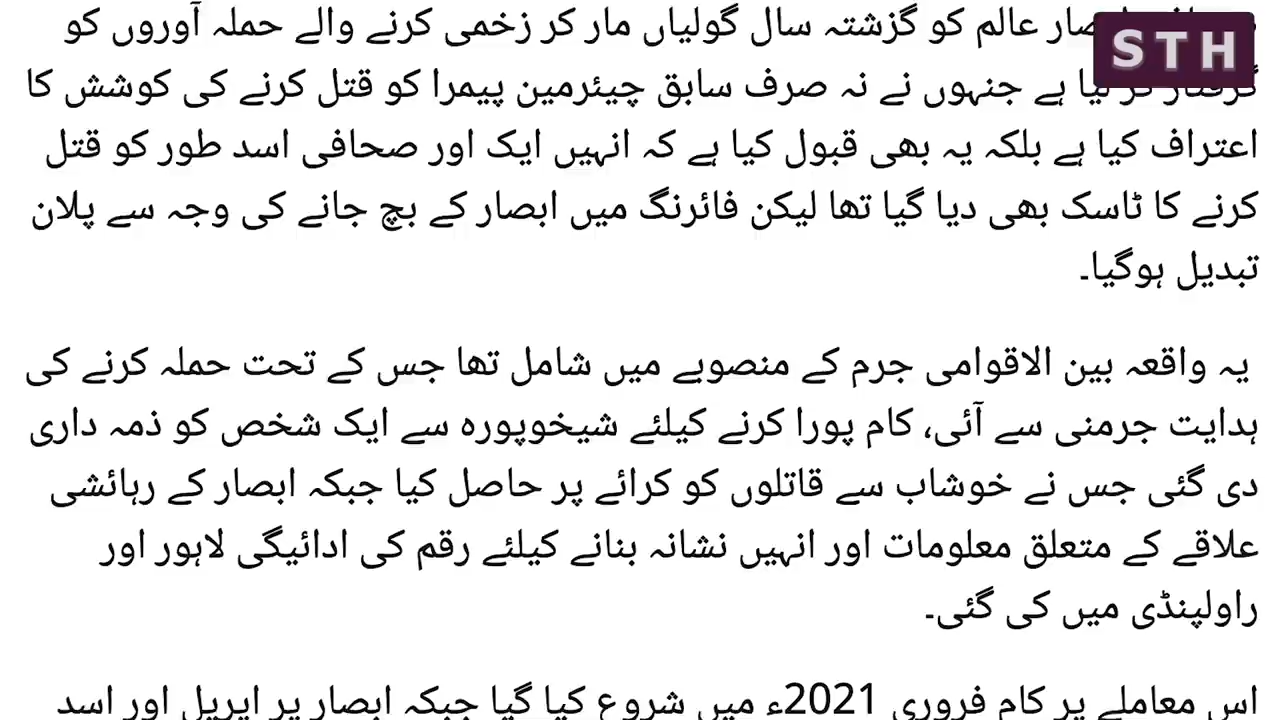 STH
عالم کو گزشتہ سال گولیاں مار کر زخمی کرنے والے حملہ آوروں کو
ہے جنہوں نے نہ صرف سابق چیئرمین پیمرا کو قتل کرنے کی کوشش کا
اعتراف کیا ہے بلکہ یہ بھی قبول کیا ہے کہ انہیں ایک اور صحافی اسد طور کو قتل
کرنے کا ٹاسک بھی دیا گیا تھا لیکن فائرنگ میں ابصار کے بچ جانے کی وجہ سے پلان
تبدیل ہوگیا۔
یہ واقعہ بین الاقوامی جرم کے منصوبے میں شامل تھا جس کے تحت حملہ کرنے کی
ہدایت جرمنی سے آئی، کام پورا کرنے کیلئے شیخوپورہ سے ایک شخص کو ذمہ داری
دی گئی جس نے خوشاب سے قاتلوں کو کرائے پر حاصل کیا جبکہ ابصار کے رہائشی
علاقے کے متعلق معلومات اور انہیں نشانہ بنانے کیلئے رقم کی ادائیگی لاہور اور
راولپنڈی میں کی گئی۔
اس معاملے پر کام فروری 2021ء میں شروع کیا گیا جبکہ ابصار پر اپریل اور اسد